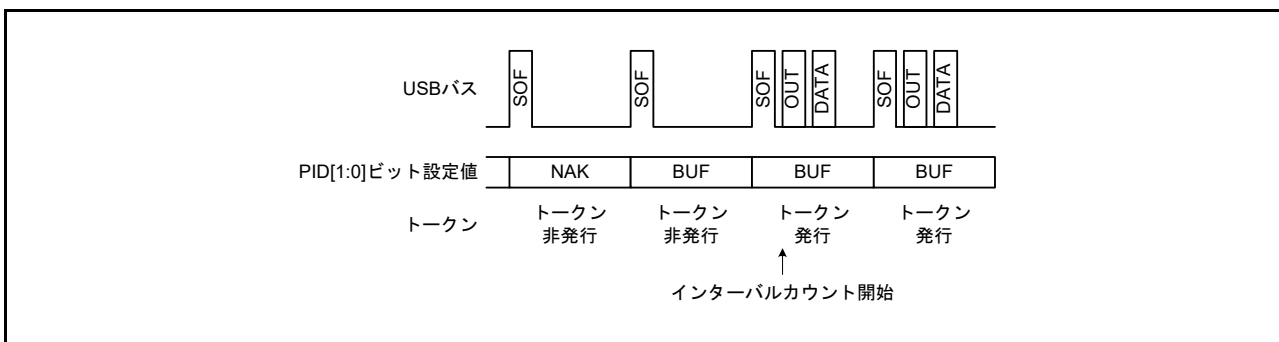 USBバス
SOF
SOF
SOF
OUT
DATA
SOF
OUT
DATA
PID[1:0]ビット設定値 NAK BUF BUF BUF
トークン トークン トークン トークン トークン
非発行 非発行 発行 発行
インターバルカウント開始